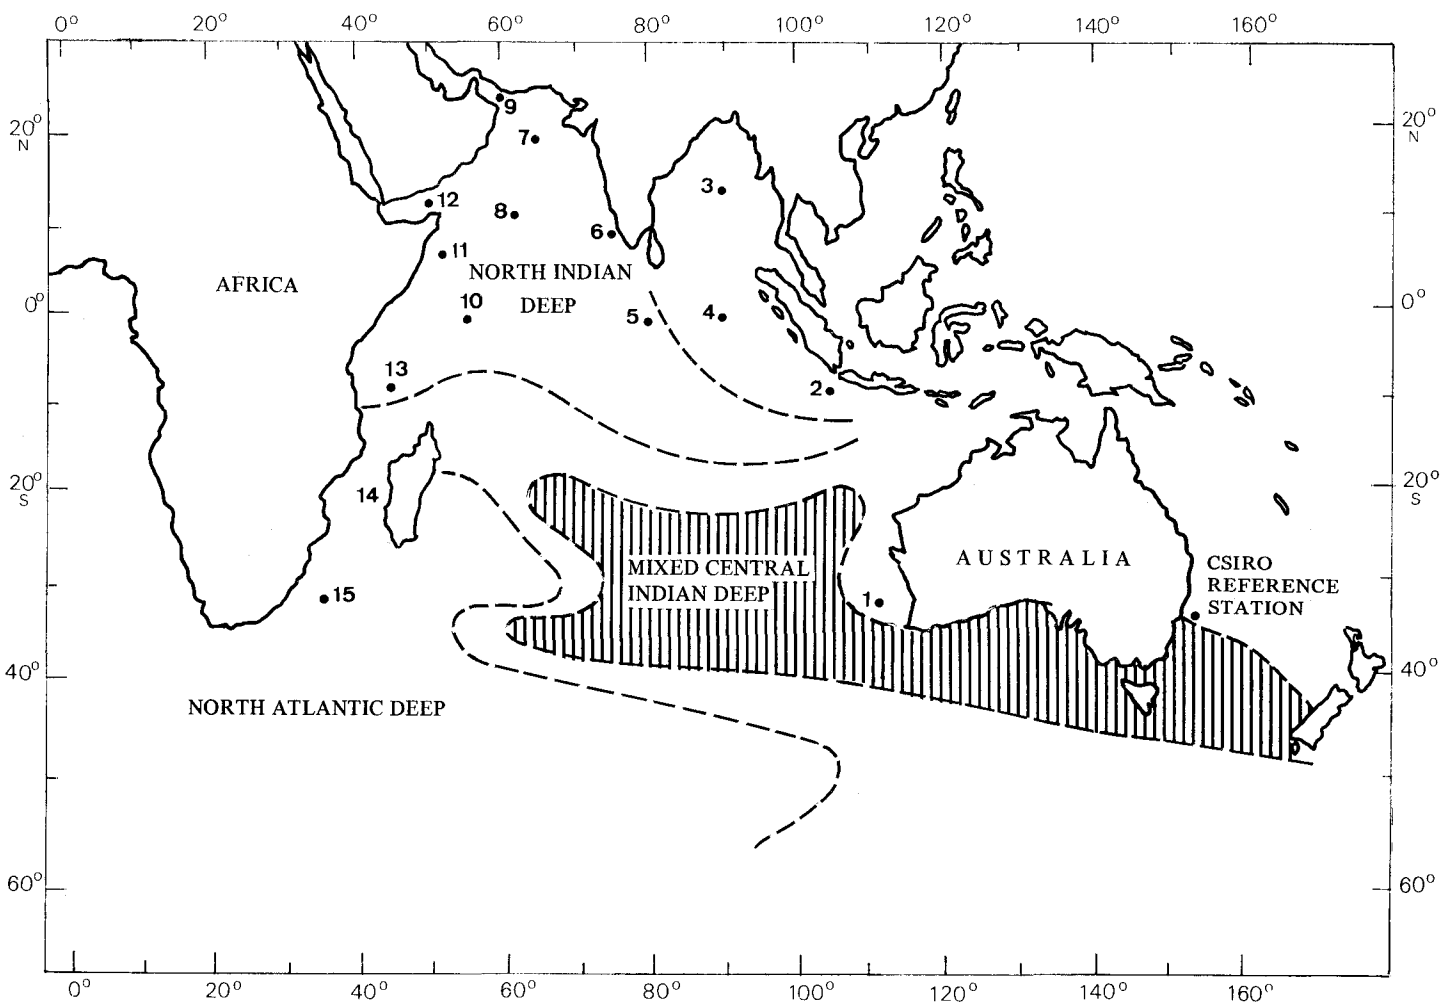 0° 20° 40° 60° 80° 100° 120° 140° 160°
9
20° N
7
20° N
3
12
8
6
11
NORTH INDIAN
DEEP
AFRICA
0°
10
5
4
0°
13
2
20° S
14
20° S
MIXED CENTRAL
INDIAN DEEP
AUSTRALIA
CSIRO
REFERENCE
STATION
1
15
40°
40°
NORTH ATLANTIC DEEP
60°
60°
0° 20° 40° 60° 80° 100° 120° 140° 160°